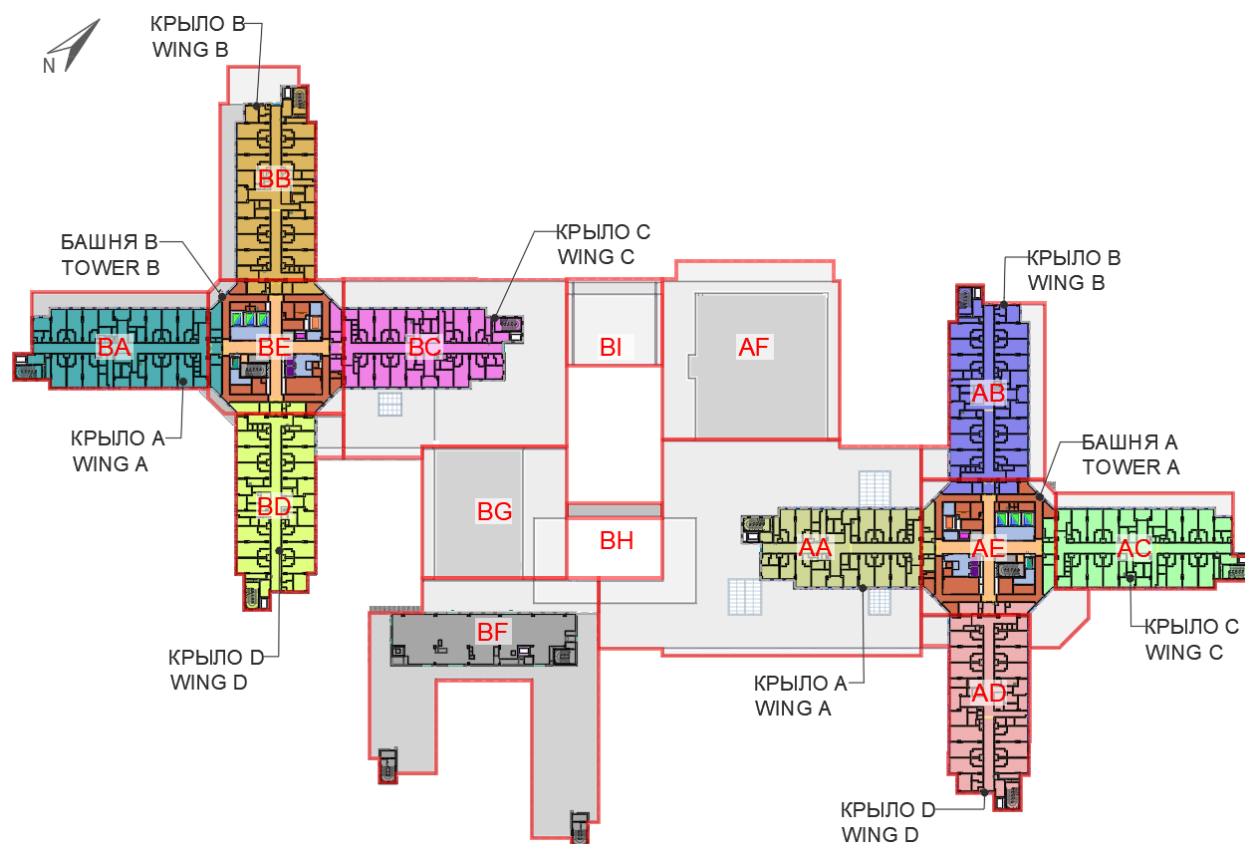 КРЫЛО B
WING B
N
BB
БАШНЯ B
TOWER B
КРЫЛО C
WING C
КРЫЛО B
WING B
BA
BE
BC
BI
AF
AB
КРЫЛО A
WING A
БАШНЯ A
TOWER A
BD
BG
BH
AA
AE
AC
BF
КРЫЛО D
WING D
КРЫЛО A
WING A
КРЫЛО C
WING C
AD
КРЫЛО D
WING D